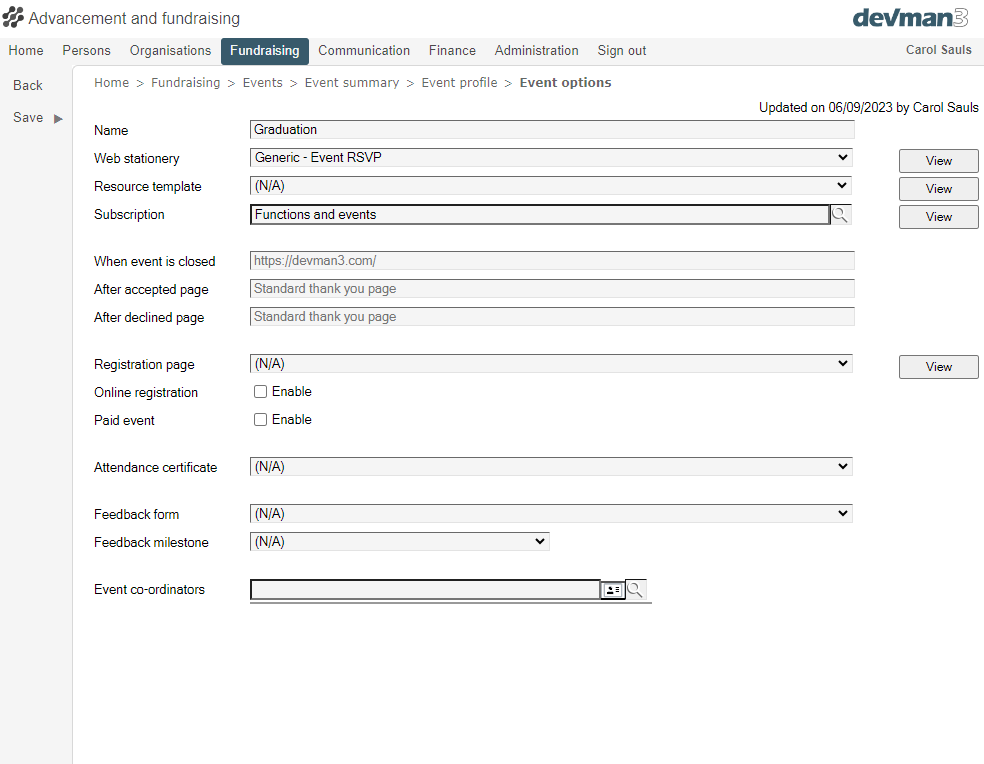 Advancement and fundraising
devman3
Home Persons Organisations Fundraising Communication Finance Administration Sign out Carol Sauls
Back
Home > Fundraising > Events > Event summary > Event profile > Event options
Updated on 06/09/2023 by Carol Sauls
Save
Name Graduation
Web stationery Generic - Event RSVP View
Resource template (N/A) View
Subscription Functions and events View
When event is closed https://devman3.com/
After accepted page Standard thank you page
After declined page Standard thank you page
Registration page (N/A) View
Online registration Enable
Paid event Enable
Attendance certificate (N/A)
Feedback form (N/A)
Feedback milestone (N/A)
Event co-ordinators